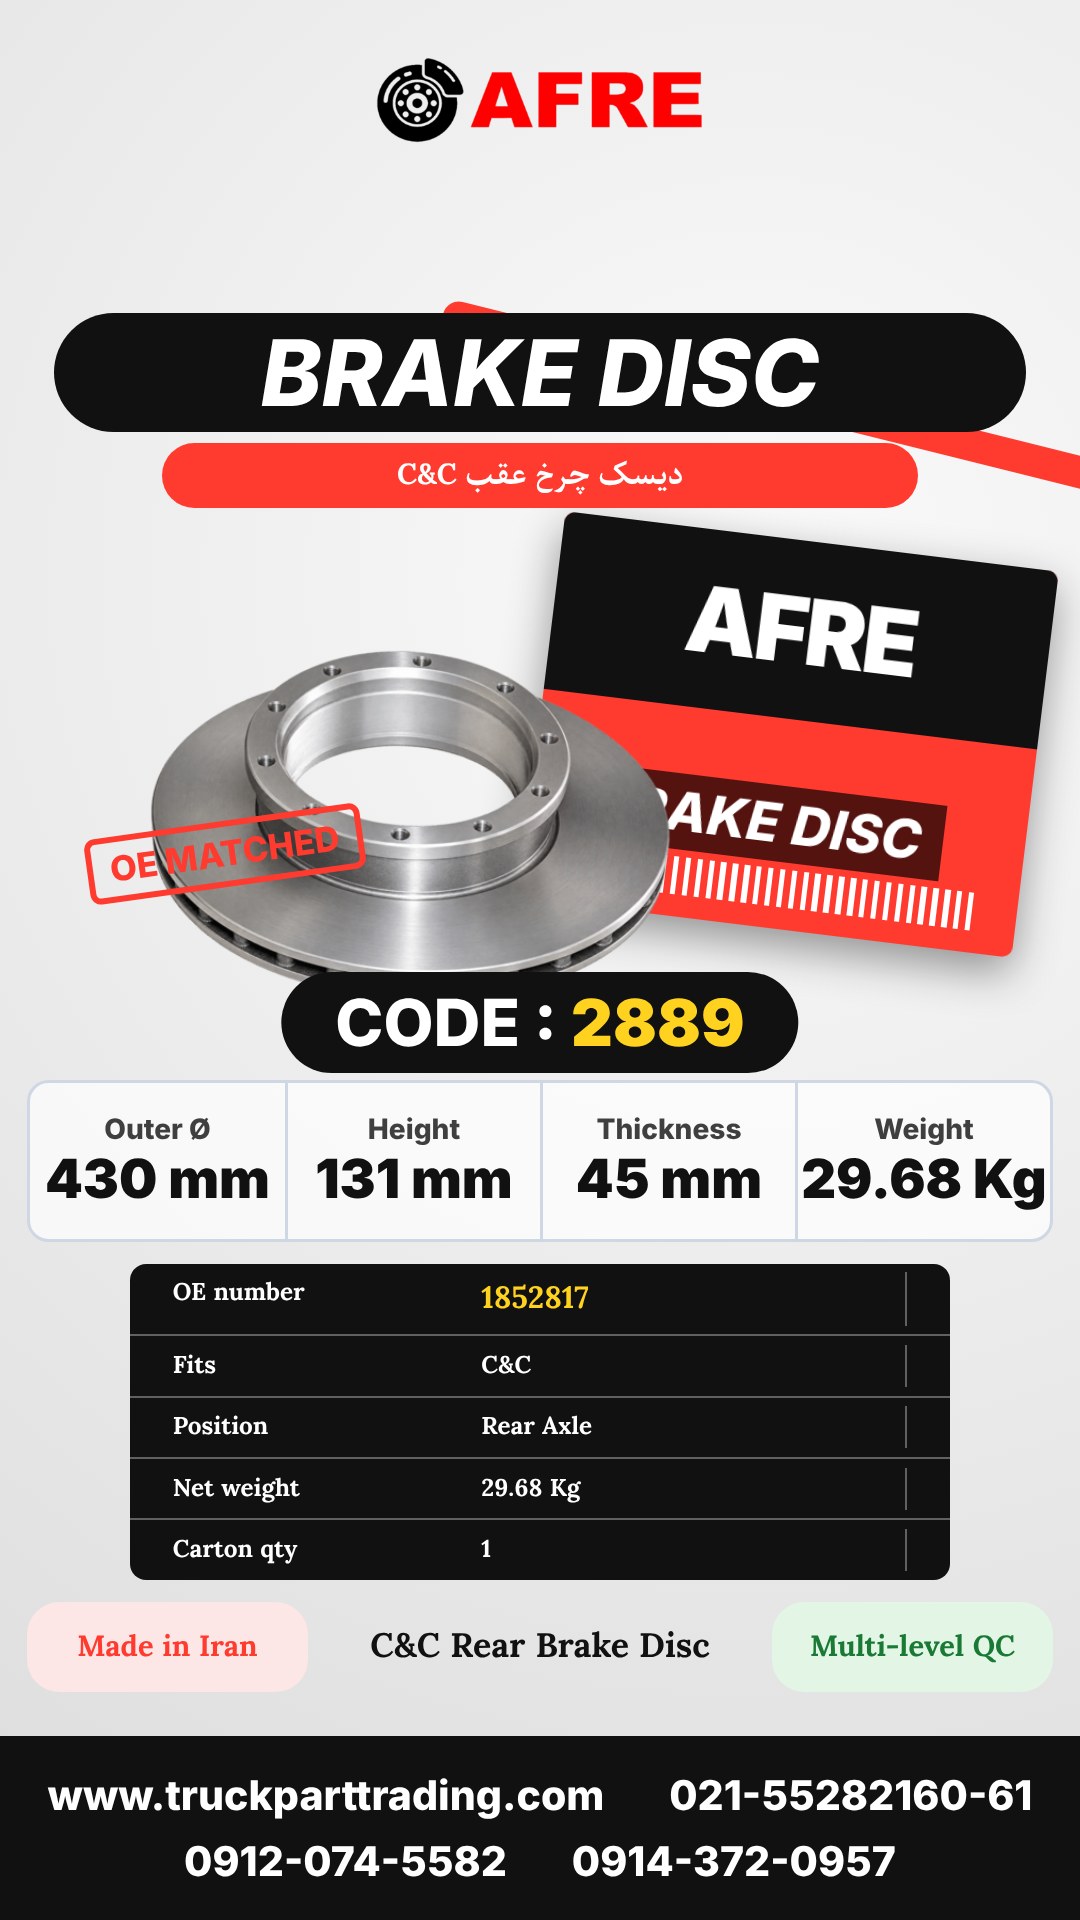 AFRE
BRAKE DISC
دیسک چرخ عقب C&C
AFRE
BRAKE DISC
OE MATCHED
CODE : 2889
Outer Ø
430 mm
Height
131 mm
Thickness
45 mm
Weight
29.68 Kg
OE number 1852817
Fits C&C
Position Rear Axle
Net weight 29.68 Kg
Carton qty 1
Made in Iran
C&C Rear Brake Disc
Multi-level QC
www.truckparttrading.com 021-55282160-61
0912-074-5582 0914-372-0957